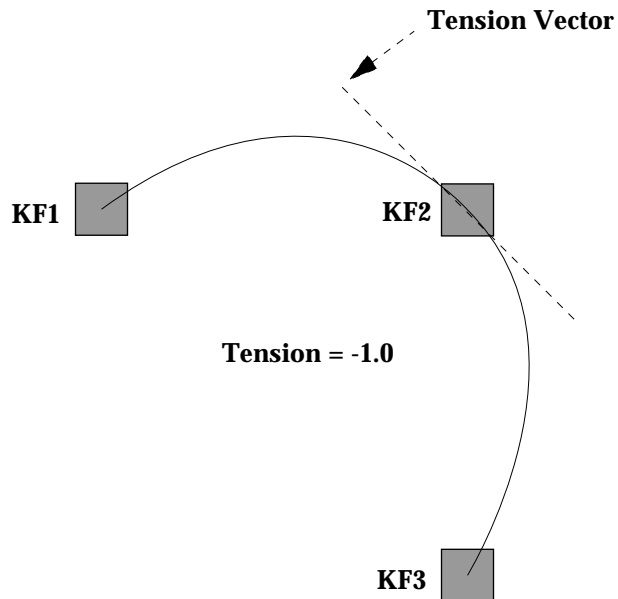 Tension Vector
KF1
KF2
Tension = -1.0
KF3